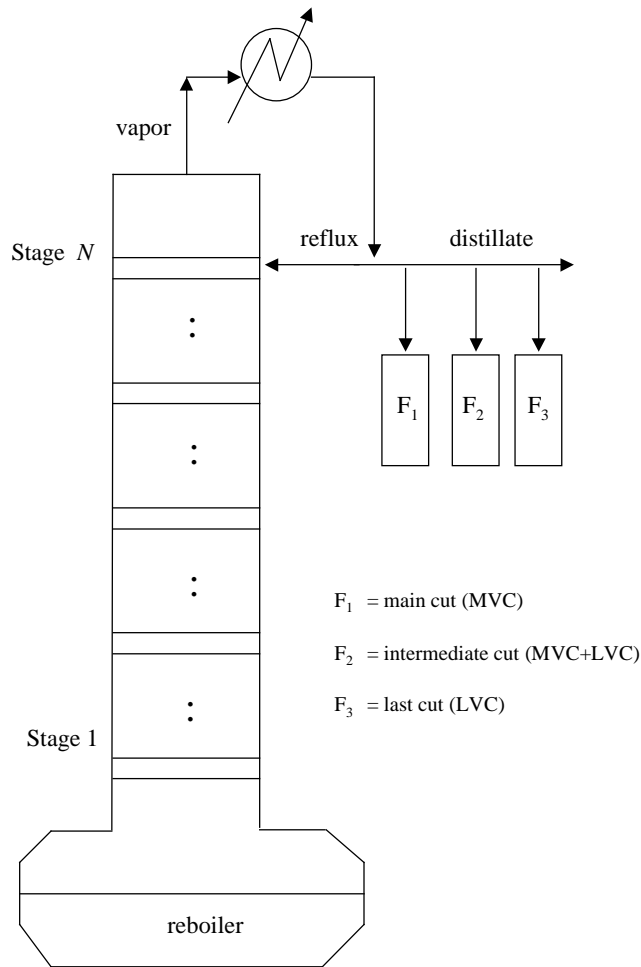 vapor
Stage N
reflux
distillate
:
F₁
F₂
F₃
:
:
F₁ = main cut (MVC)
F₂ = intermediate cut (MVC+LVC)
F₃ = last cut (LVC)
:
Stage 1
reboiler